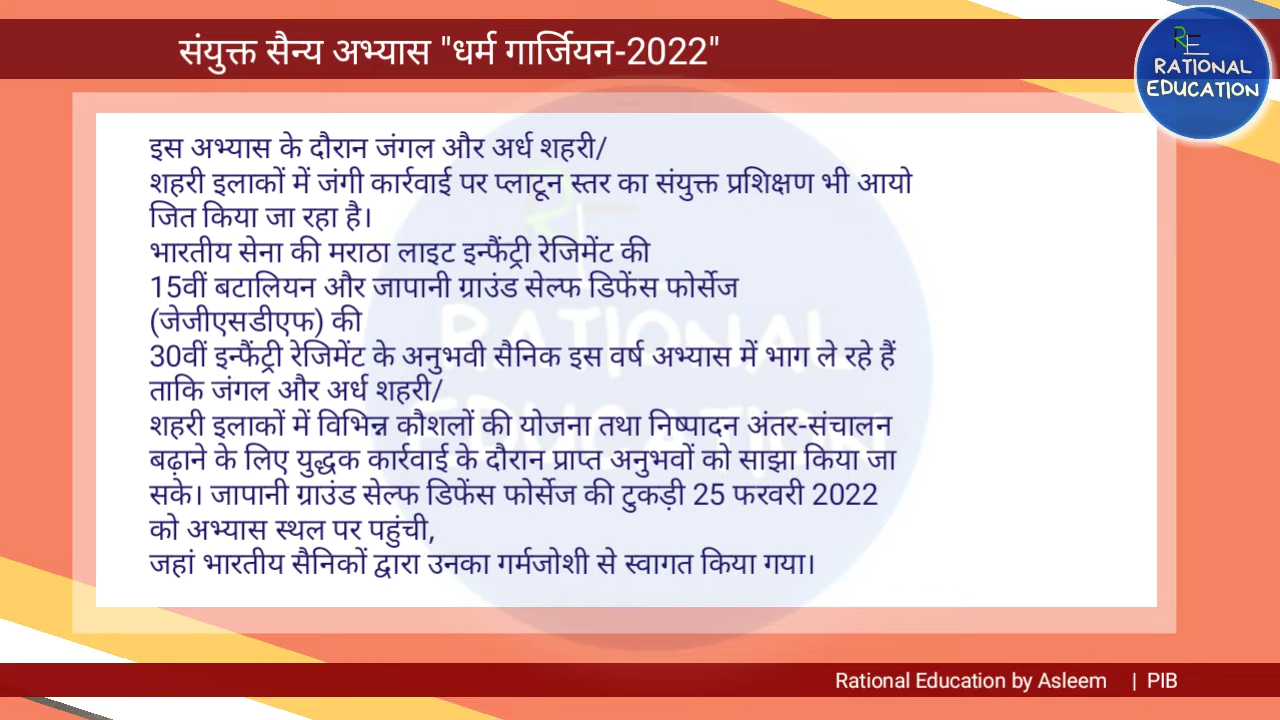 संयुक्त सैन्य अभ्यास "धर्म गार्जियन-2022"
RE
RATIONAL
EDUCATION
इस अभ्यास के दौरान जंगल और अर्ध शहरी/
शहरी इलाकों में जंगी कार्रवाई पर प्लाटून स्तर का संयुक्त प्रशिक्षण भी आयो
जित किया जा रहा है।
भारतीय सेना की मराठा लाइट इन्फैंट्री रेजिमेंट की
15वीं बटालियन और जापानी ग्राउंड सेल्फ डिफेंस फोर्सेज
(जेजीएसडीएफ) की
30वीं इन्फैंट्री रेजिमेंट के अनुभवी सैनिक इस वर्ष अभ्यास में भाग ले रहे हैं
ताकि जंगल और अर्ध शहरी/
शहरी इलाकों में विभिन्न कौशलों की योजना तथा निष्पादन अंतर-संचालन
बढ़ाने के लिए युद्धक कार्रवाई के दौरान प्राप्त अनुभवों को साझा किया जा
सके। जापानी ग्राउंड सेल्फ डिफेंस फोर्सेज की टुकड़ी 25 फरवरी 2022
को अभ्यास स्थल पर पहुंची,
जहां भारतीय सैनिकों द्वारा उनका गर्मजोशी से स्वागत किया गया।
RE
RATIONAL
EDUCATION
Rational Education by Asleem | PIB